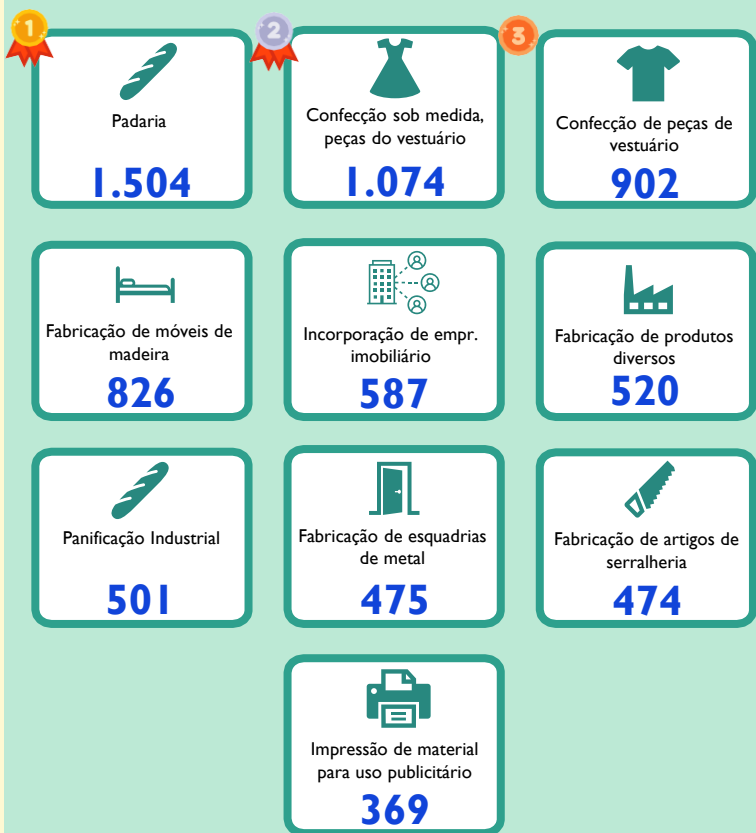 1
Padaria
1.504
2
Confecção sob medida,
peças do vestuário
1.074
3
Confecção de peças de
vestuário
902
Fabricação de móveis de
madeira
826
Incorporação de empr.
imobiliário
587
Fabricação de produtos
diversos
520
Panificação Industrial
501
Fabricação de esquadrias
de metal
475
Fabricação de artigos de
serralheria
474
Impressão de material
para uso publicitário
369